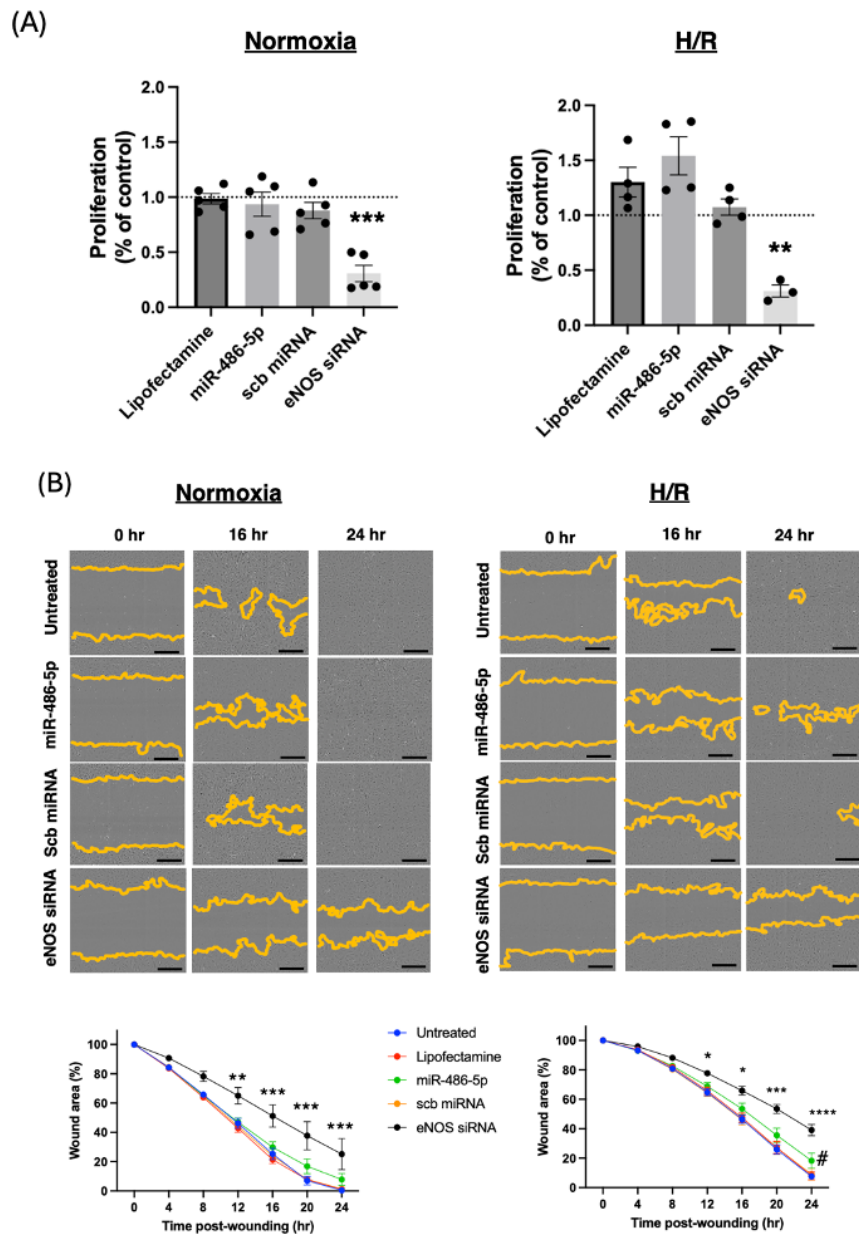 (A)
Normoxia
H/R
Proliferation
(% of control)
2.0
1.5
1.0
0.5
0.0
***
Lipofectamine
miR-486-5p
scb miRNA
eNOS siRNA
Proliferation
(% of control)
2.0
1.5
1.0
0.5
0.0
**
Lipofectamine
miR-486-5p
scb miRNA
eNOS siRNA
(B)
Normoxia
H/R
0 hr 16 hr 24 hr
0 hr 16 hr 24 hr
Untreated
miR-486-5p
Scb miRNA
eNOS siRNA
Untreated
miR-486-5p
Scb miRNA
eNOS siRNA
Wound area (%)
100
80
60
40
20
0
** *** *** ***
0 4 8 12 16 20 24
Time post-wounding (hr)
Untreated
Lipofectamine
miR-486-5p
scb miRNA
eNOS siRNA
Wound area (%)
100
80
60
40
20
0
* * *** ****
#
0 4 8 12 16 20 24
Time post-wounding (hr)